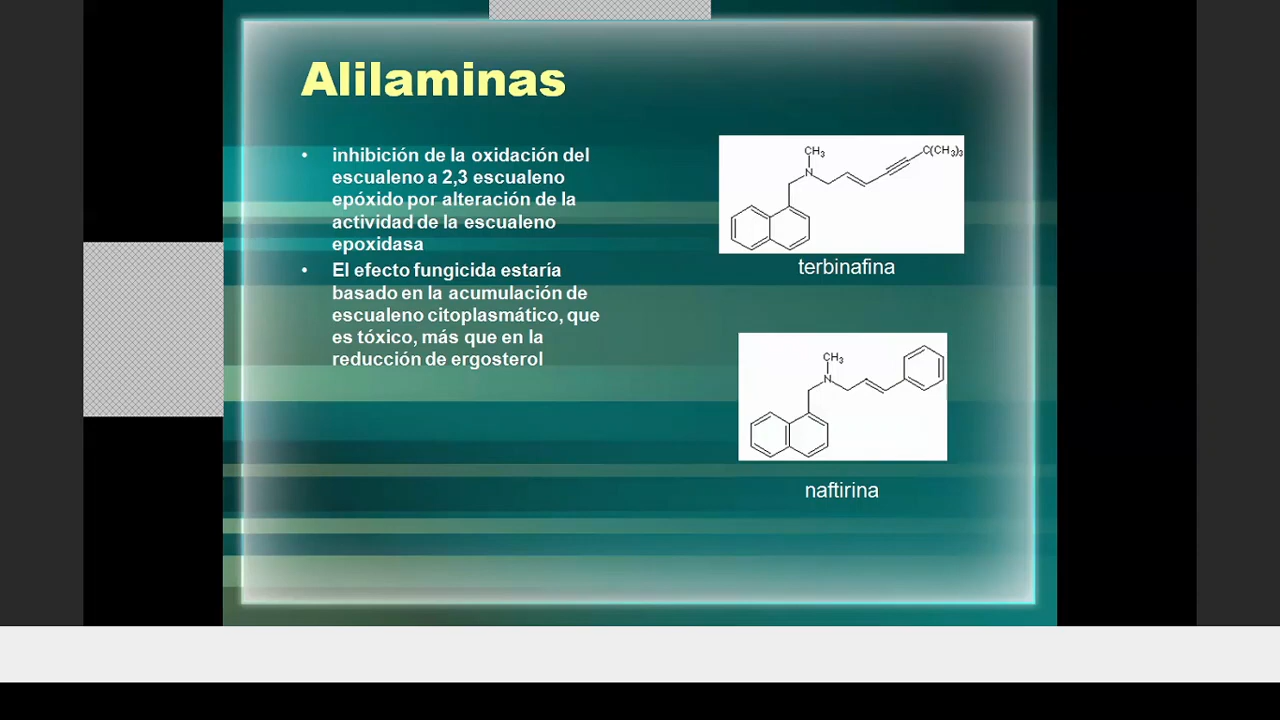 Alilaminas
• inhibición de la oxidación del
escualeno a 2,3 escualeno
epóxido por alteración de la
actividad de la escualeno
epoxidasa
• El efecto fungicida estaría
basado en la acumulación de
escualeno citoplasmático, que
es tóxico, más que en la
reducción de ergosterol
CH₃
N
C(CH₃)₃
terbinafina
CH₃
N
naftirina